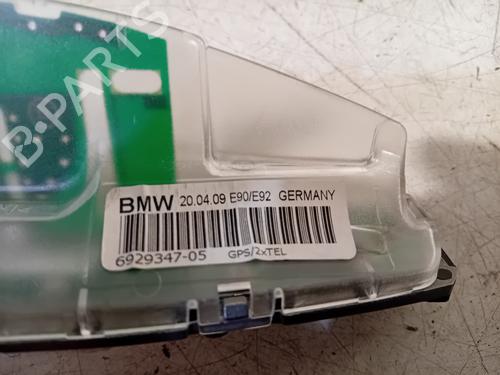 B-PARTS
BMW 20.04.09 E90/E92 GERMANY
6929347-05 GPS/2xTEL